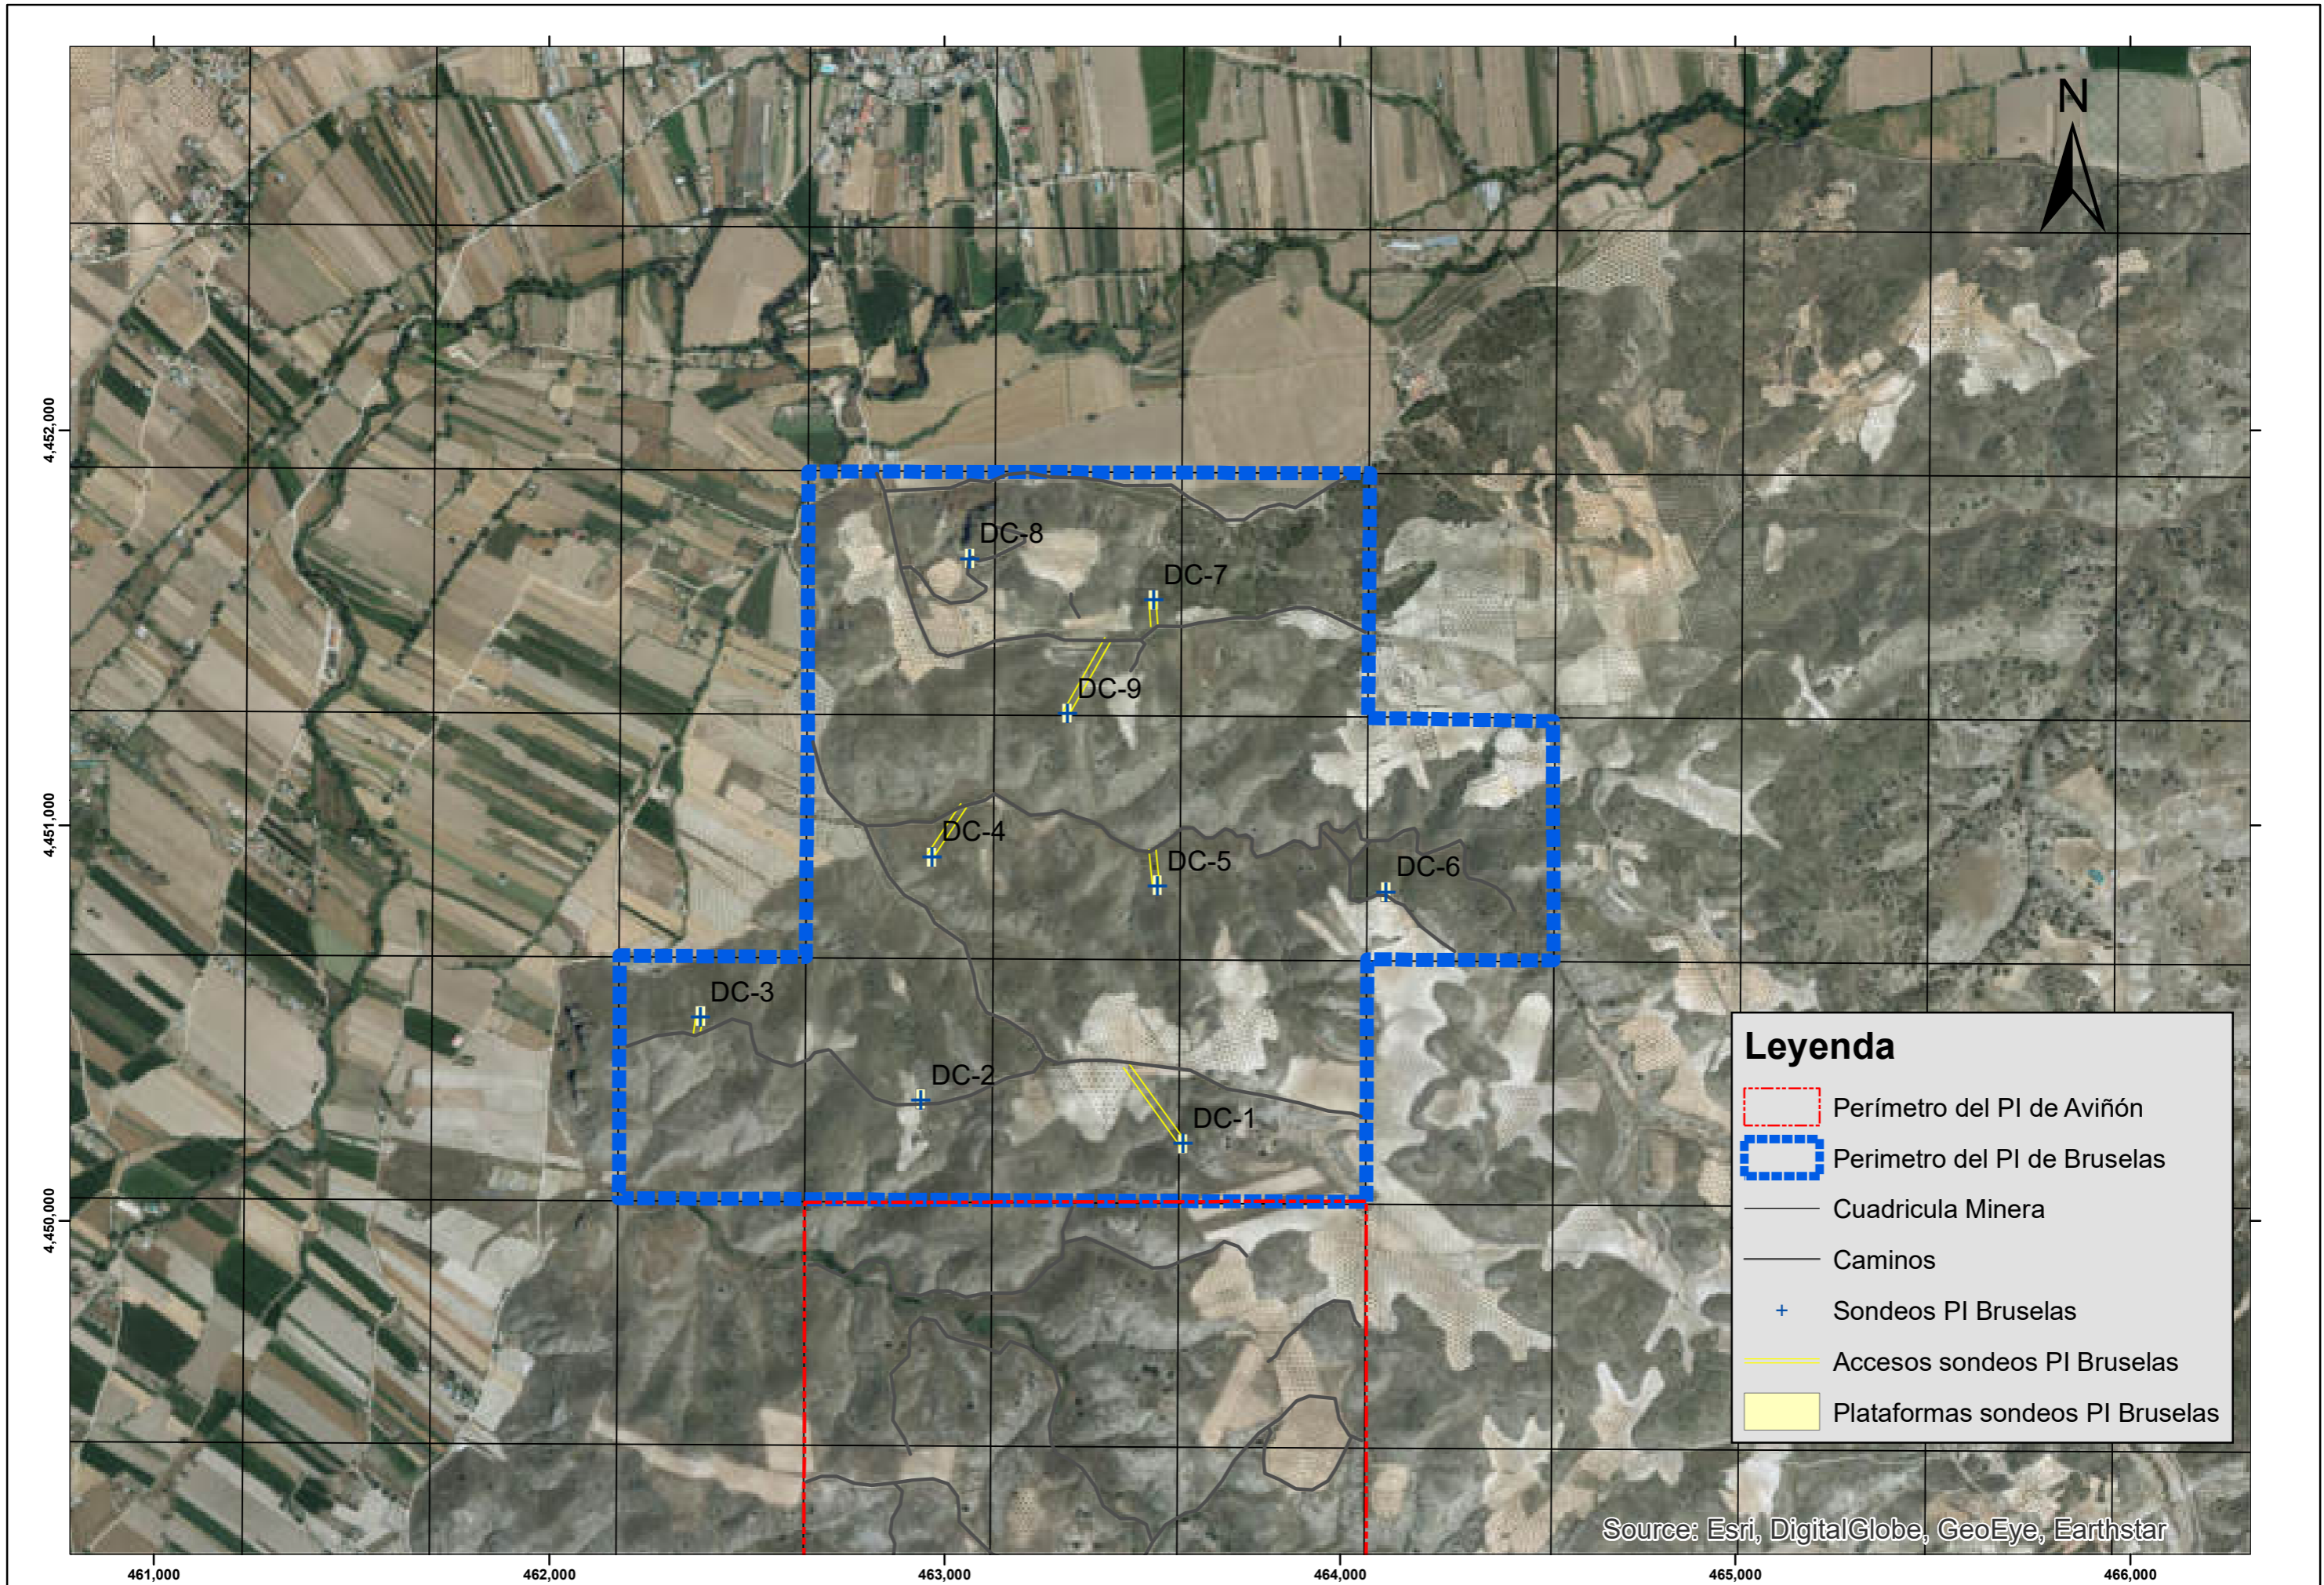 N
4,452,000
4,451,000
4,450,000
DC-8
DC-7
DC-9
DC-4
DC-5
DC-6
DC-3
DC-2
DC-1
Leyenda
Perímetro del PI de Aviñón
Perimetro del PI de Bruselas
Cuadricula Minera
Caminos
Sondeos PI Bruselas
Accesos sondeos PI Bruselas
Plataformas sondeos PI Bruselas
Source: Esri, DigitalGlobe, GeoEye, Earthstar
461,000
462,000
463,000
464,000
465,000
466,000